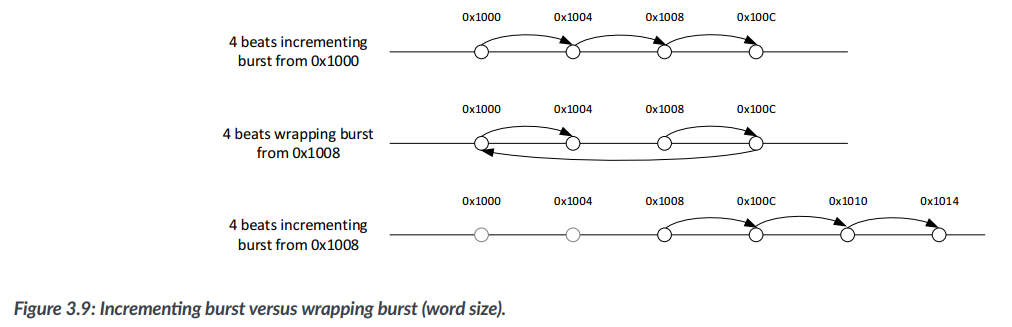 0x1000 0x1004 0x1008 0x100C
4 beats incrementing
burst from 0x1000
0x1000 0x1004 0x1008 0x100C
4 beats wrapping burst
from 0x1008
0x1000 0x1004 0x1008 0x100C 0x1010 0x1014
4 beats incrementing
burst from 0x1008
Figure 3.9: Incrementing burst versus wrapping burst (word size).